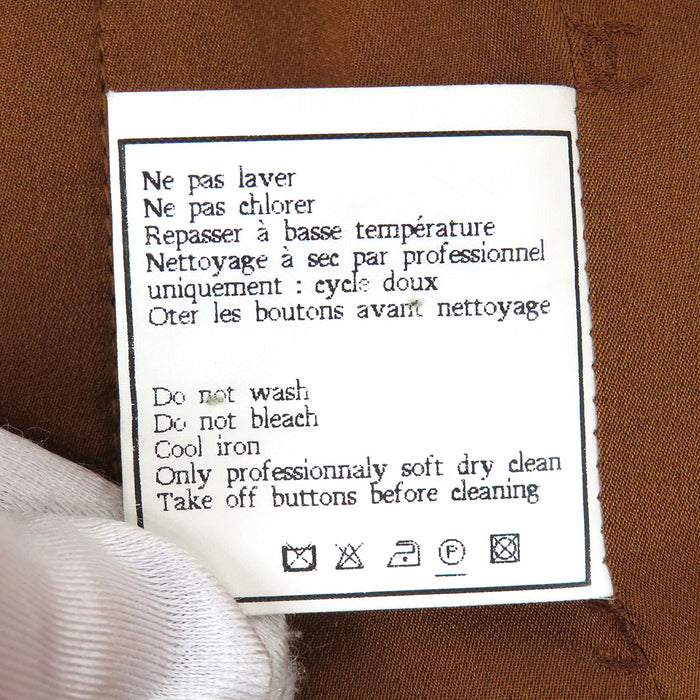 Ne pas laver
Ne pas chlorer
Repasser à basse température
Nettoyage à sec par professionnel
uniquement : cycle doux
Oter les boutons avant nettoyage
Do not wash
Do not bleach
Cool iron
Only professionnaly soft dry clean
Take off buttons before cleaning
P